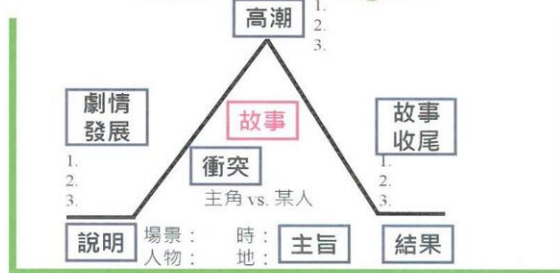 高潮
1.
2.
3.
劇情
發展
1.
2.
3.
故事
衝突
主角 vs. 某人
故事
收尾
1.
2.
3.
說明
場景：
時：
人物：
地：
主旨
結果